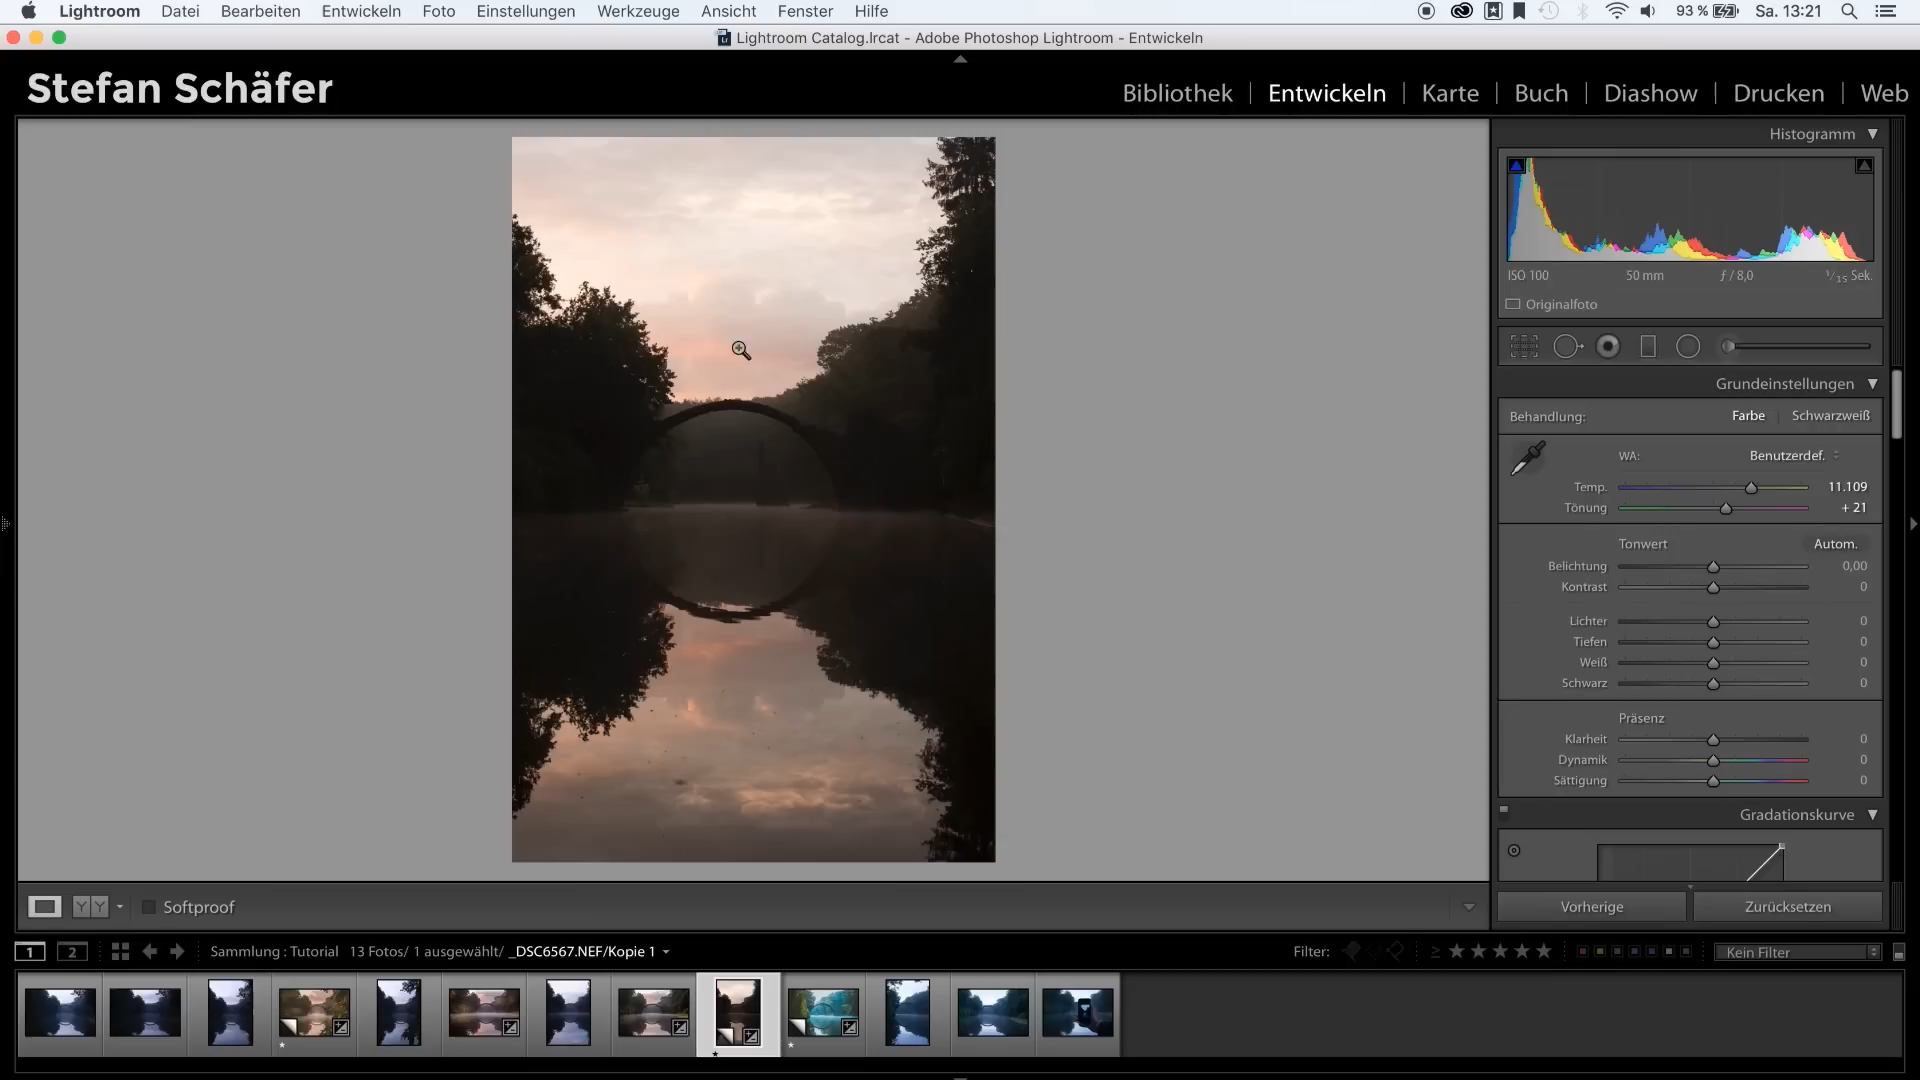 Lightroom Datei Bearbeiten Entwickeln Foto Einstellungen Werkzeuge Ansicht Fenster Hilfe 93 % Sa. 13:21
Lightroom Catalog.lrcat - Adobe Photoshop Lightroom - Entwickeln
Stefan Schäfer
Bibliothek | Entwickeln | Karte | Buch | Diashow | Drucken | Web
Histogramm
ISO 100 50 mm ƒ / 8,0 1/15 Sek.
Originalfoto
Grundeinstellungen
Behandlung: Farbe | Schwarzweiß
WA: Benutzerdef.
Temp. 11.109
Tönung + 21
Tonwert Autom.
Belichtung 0,00
Kontrast 0
Lichter 0
Tiefen 0
Weiß 0
Schwarz 0
Präsenz
Klarheit 0
Dynamik 0
Sättigung 0
Gradationskurve
YY Softproof
Vorherige Zurücksetzen
1 2 Sammlung : Tutorial 13 Fotos/ 1 ausgewählt/ _DSC6567.NEF/Kopie 1 Filter: ≥ Kein Filter